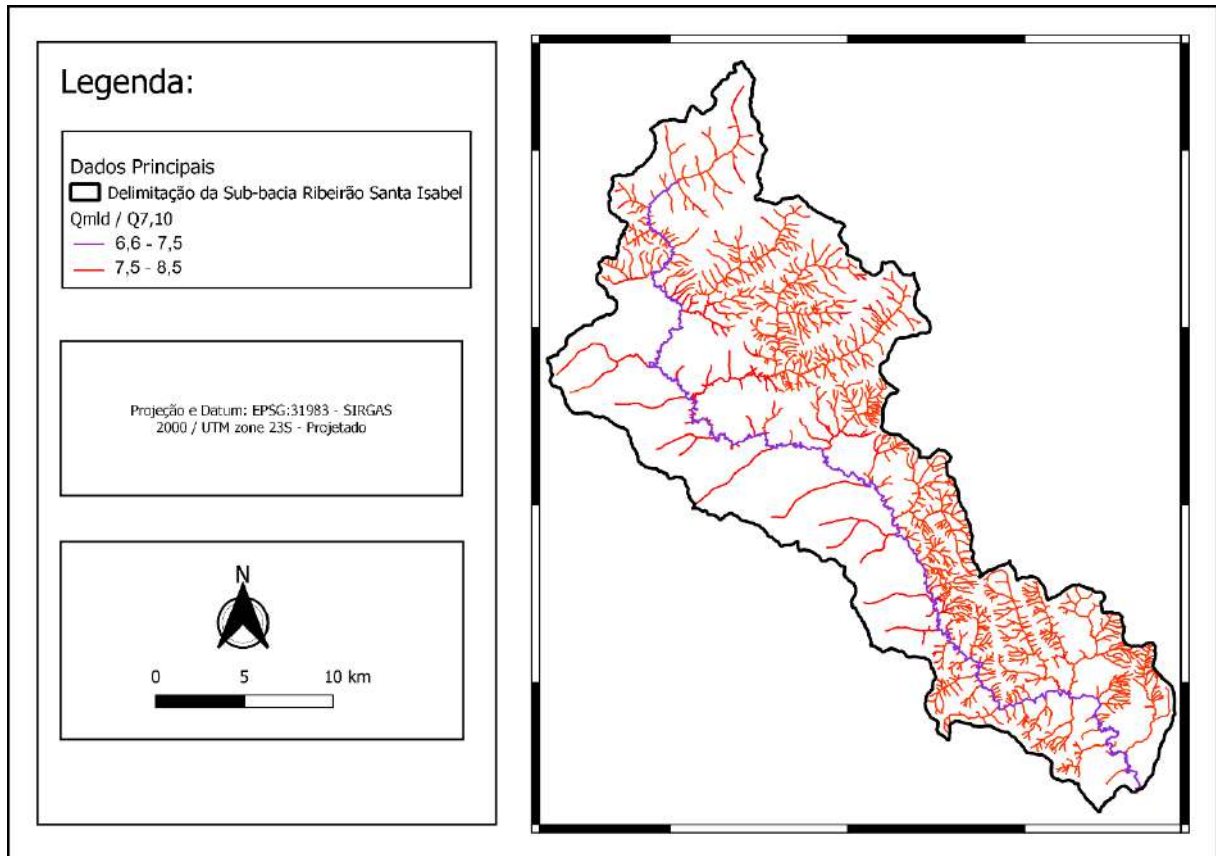 Legenda:
Dados Principais
Delimitação da Sub-bacia Ribeirão Santa Isabel
Qmld / Q7,10
6,6 - 7,5
7,5 - 8,5
Projeção e Datum: EPSG:31983 - SIRGAS
2000 / UTM zone 23S - Projetado
N
0 5 10 km